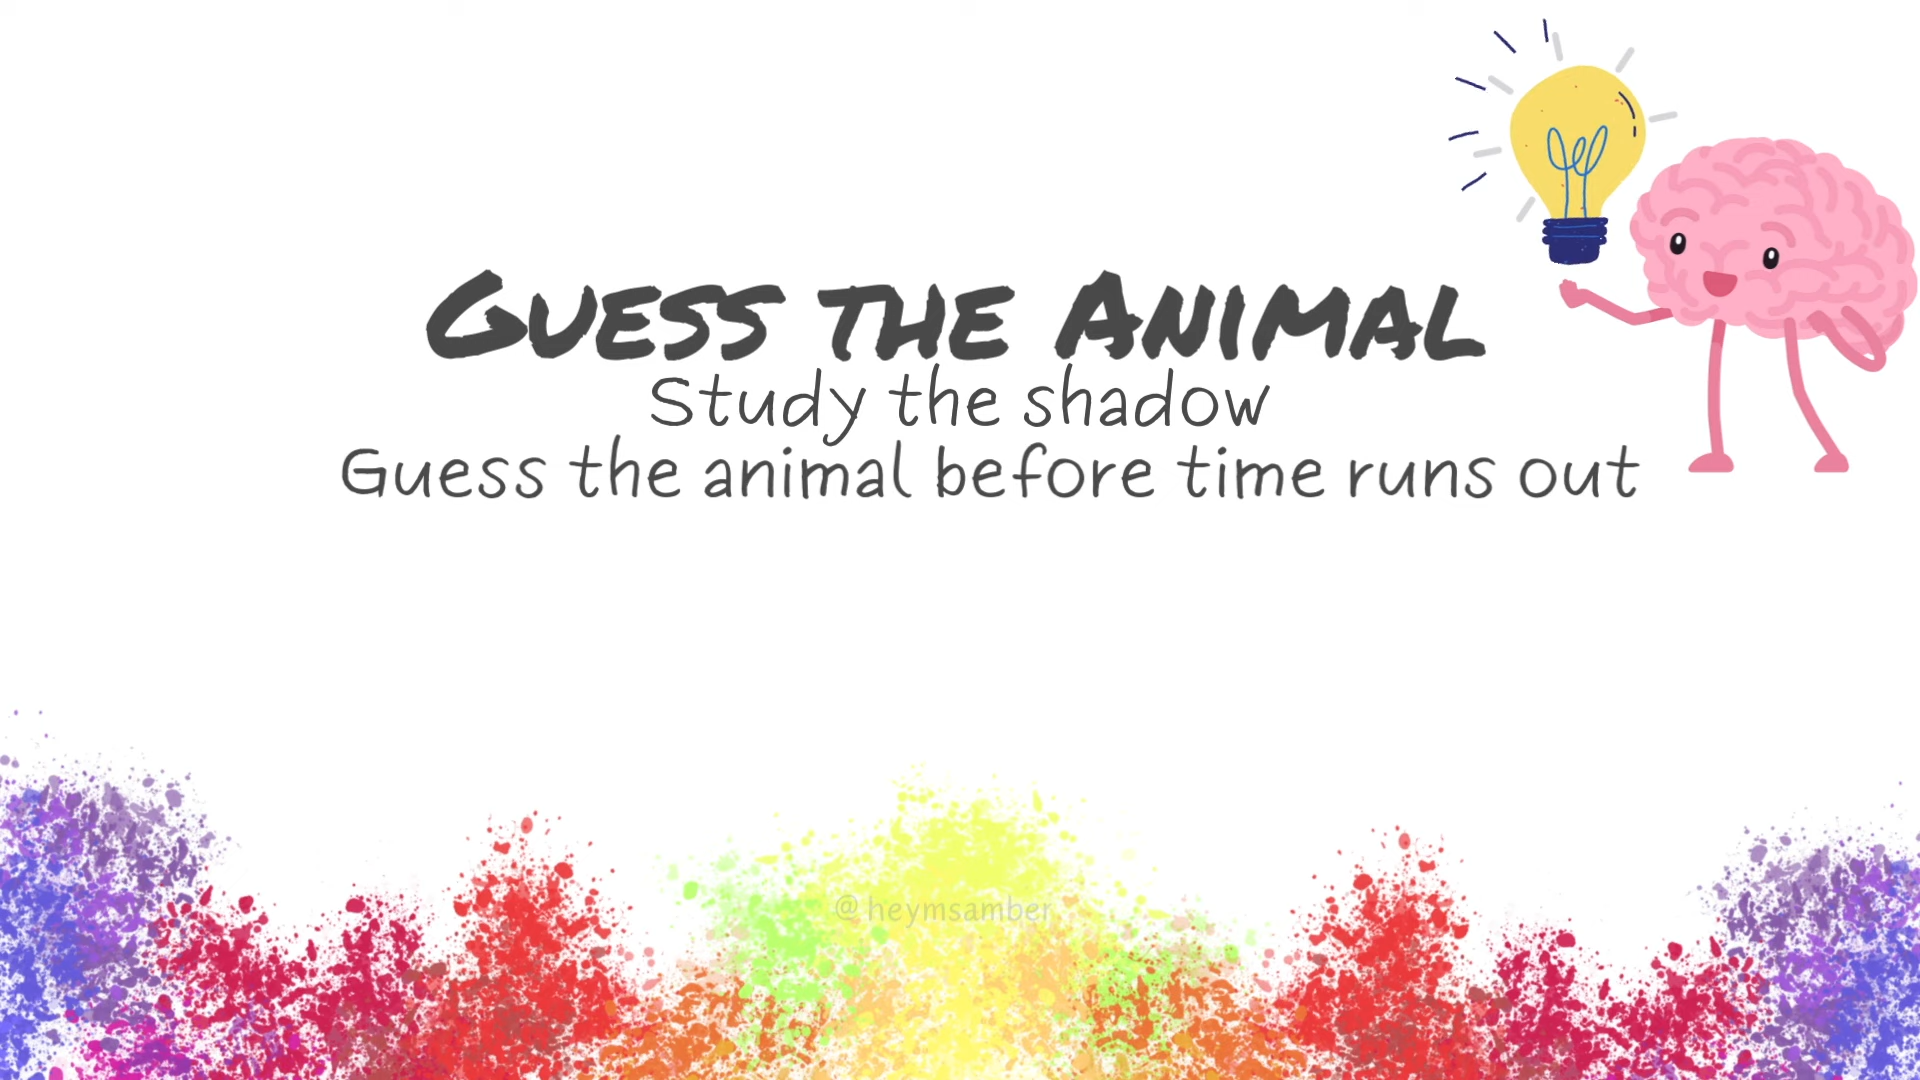 Guess the Animal
Study the shadow
Guess the animal before time runs out
@heymsamber